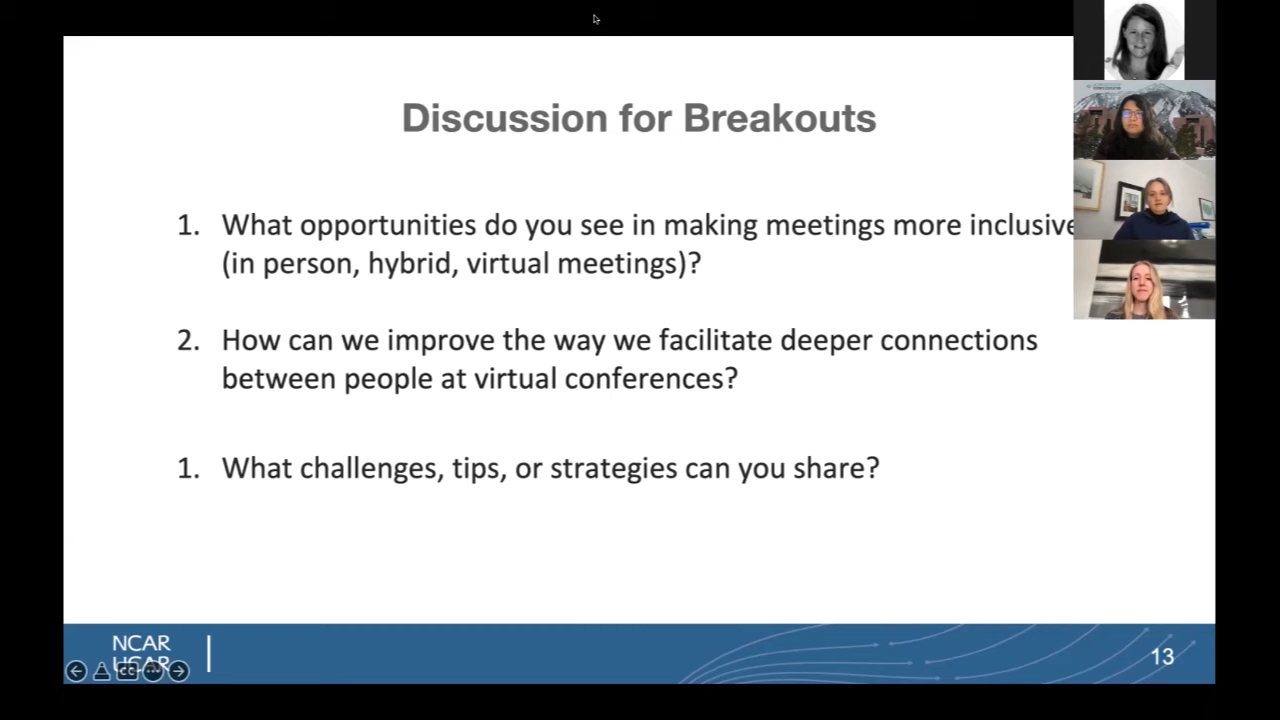 Discussion for Breakouts
1. What opportunities do you see in making meetings more inclusive
(in person, hybrid, virtual meetings)?
2. How can we improve the way we facilitate deeper connections
between people at virtual conferences?
1. What challenges, tips, or strategies can you share?
NCAR
UCAR
CC
13